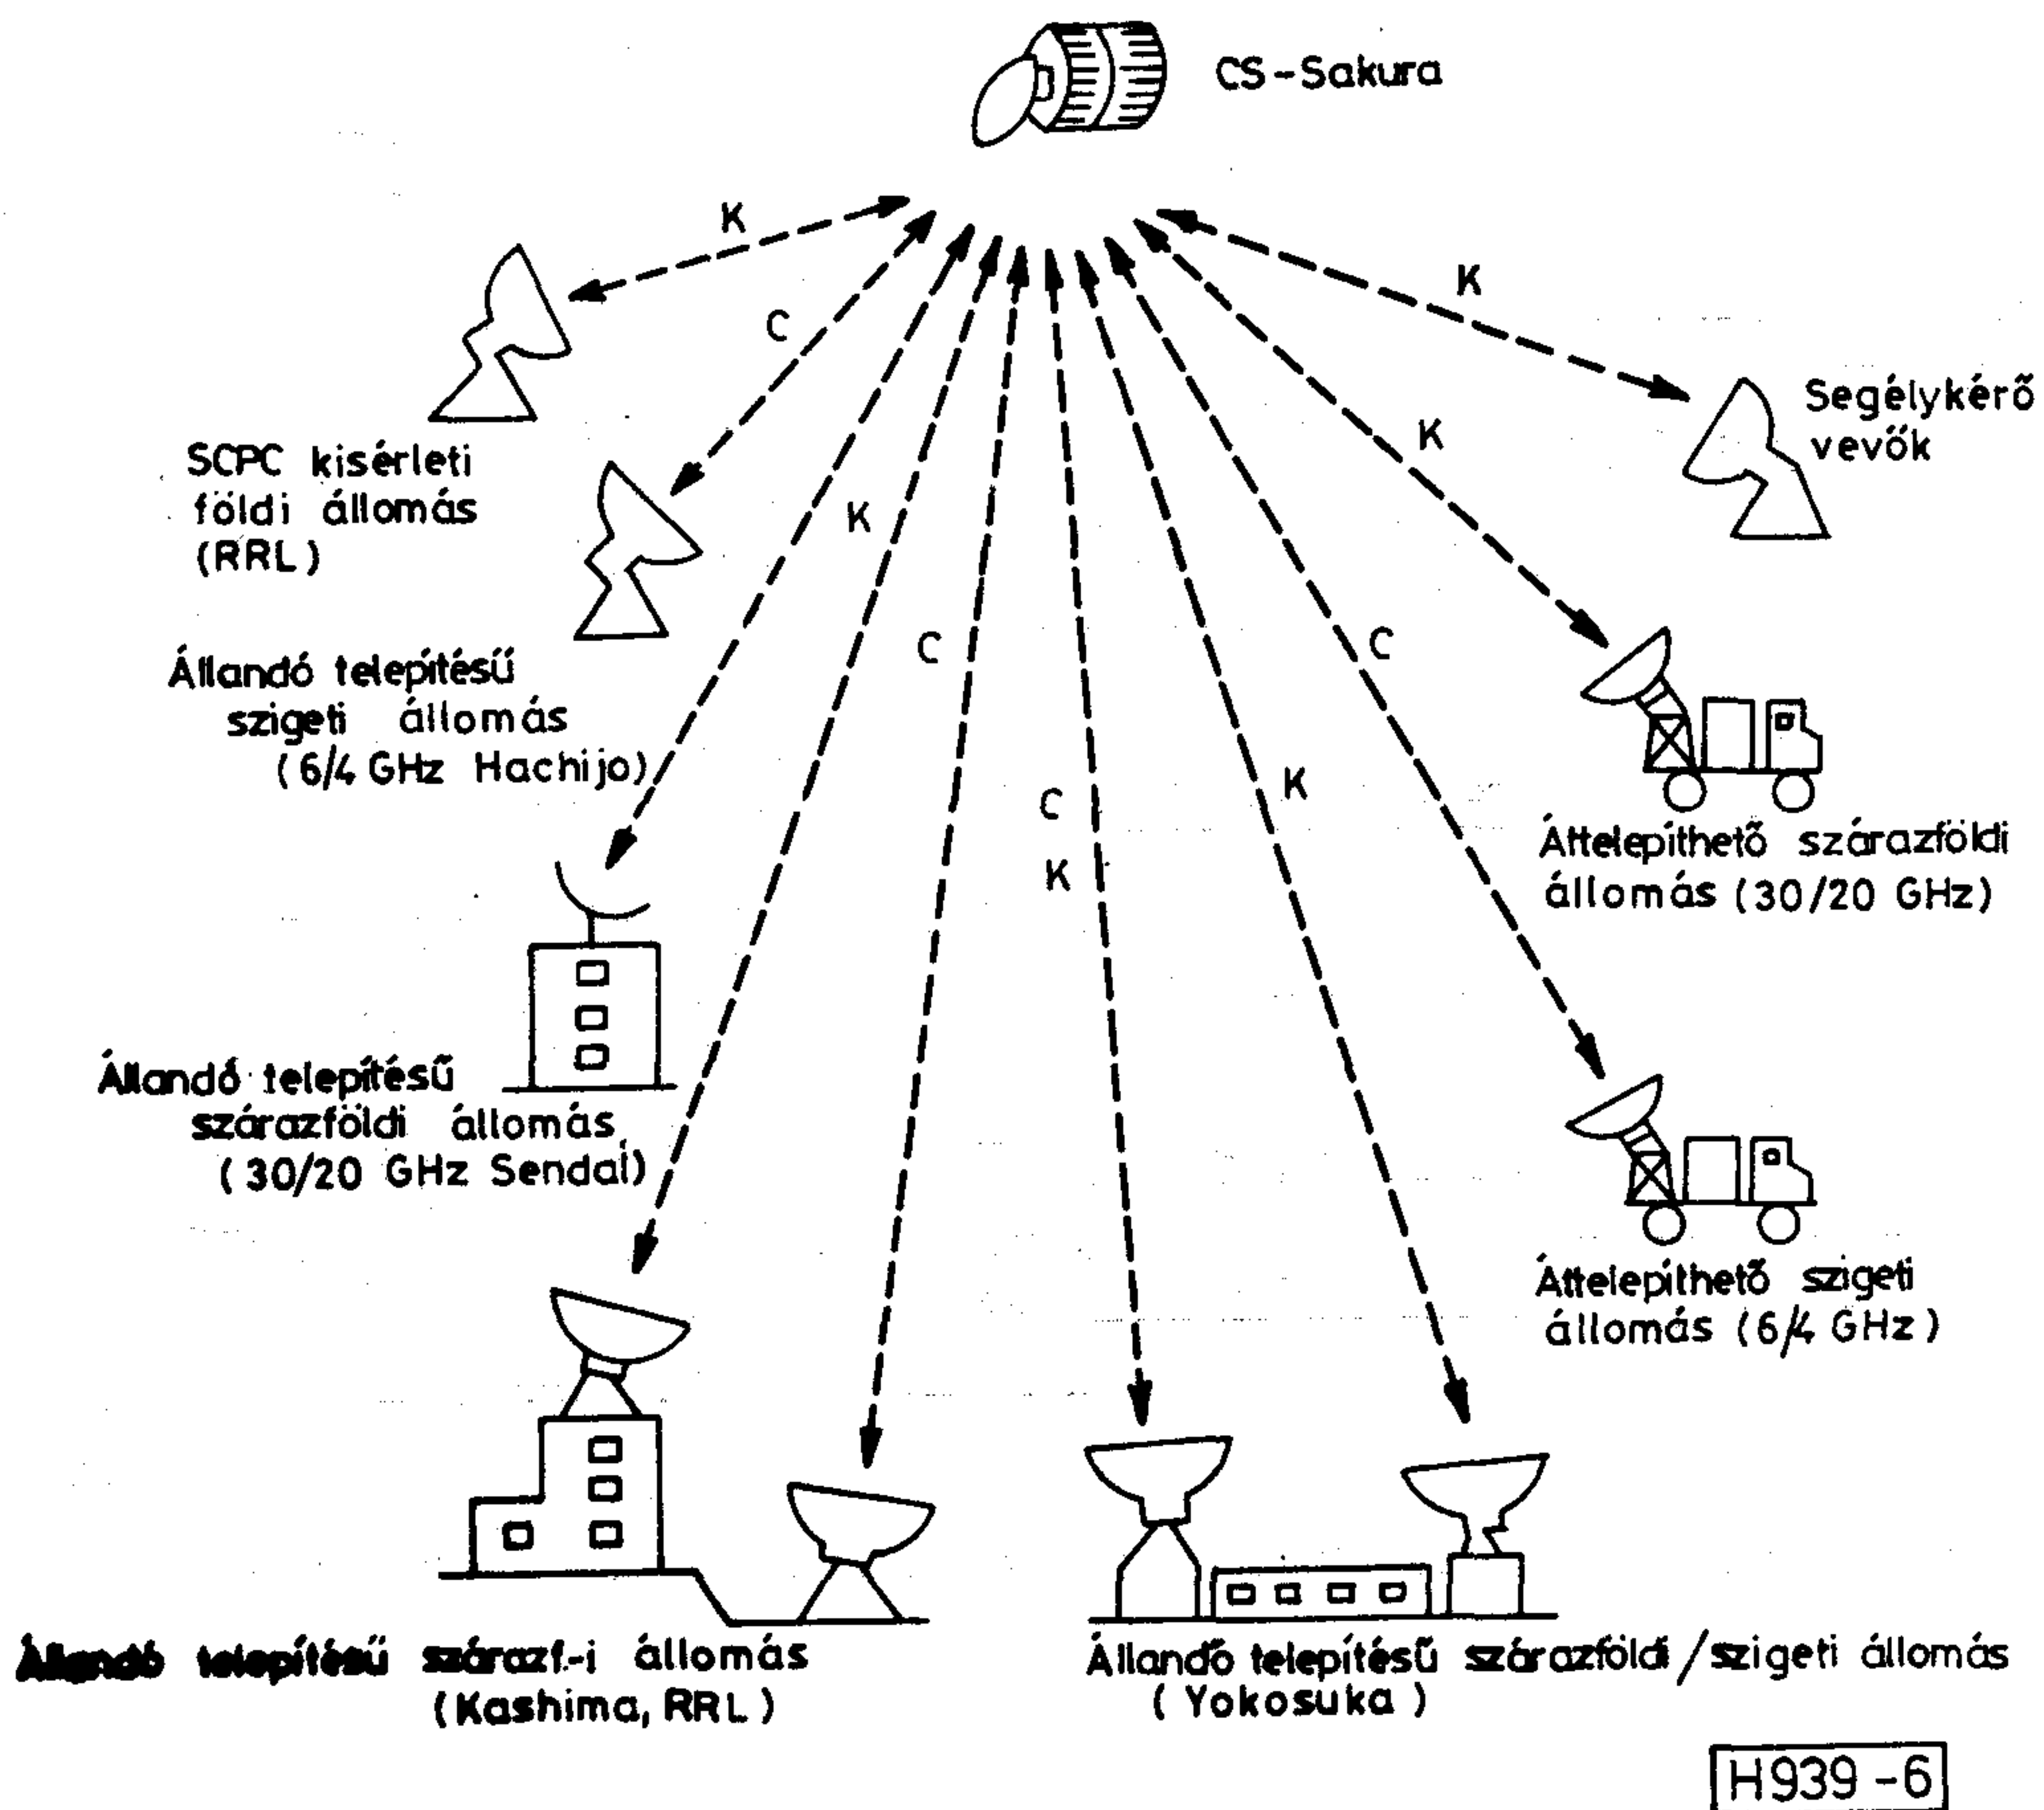 CS-Sakura
K
C
K
C
C
K
K
C
K
K
SCPC kisérleti
földi állomás
(RRL)
Állandó telepítésű
szigeti állomás
(6/4 GHz Hachijo)
Állandó telepítésű
szárazföldi állomás
(30/20 GHz Sendai)
Segélykérő
vevők
Áttelepíthető szárazföldi
állomás (30/20 GHz)
Áttelepíthető szigeti
állomás (6/4 GHz)
Állandó telepítésű szárazf.-i állomás
(Kashima, RRL)
Állandó telepítésű szárazföldi/szigeti állomás
(Yokosuka)
H939-6